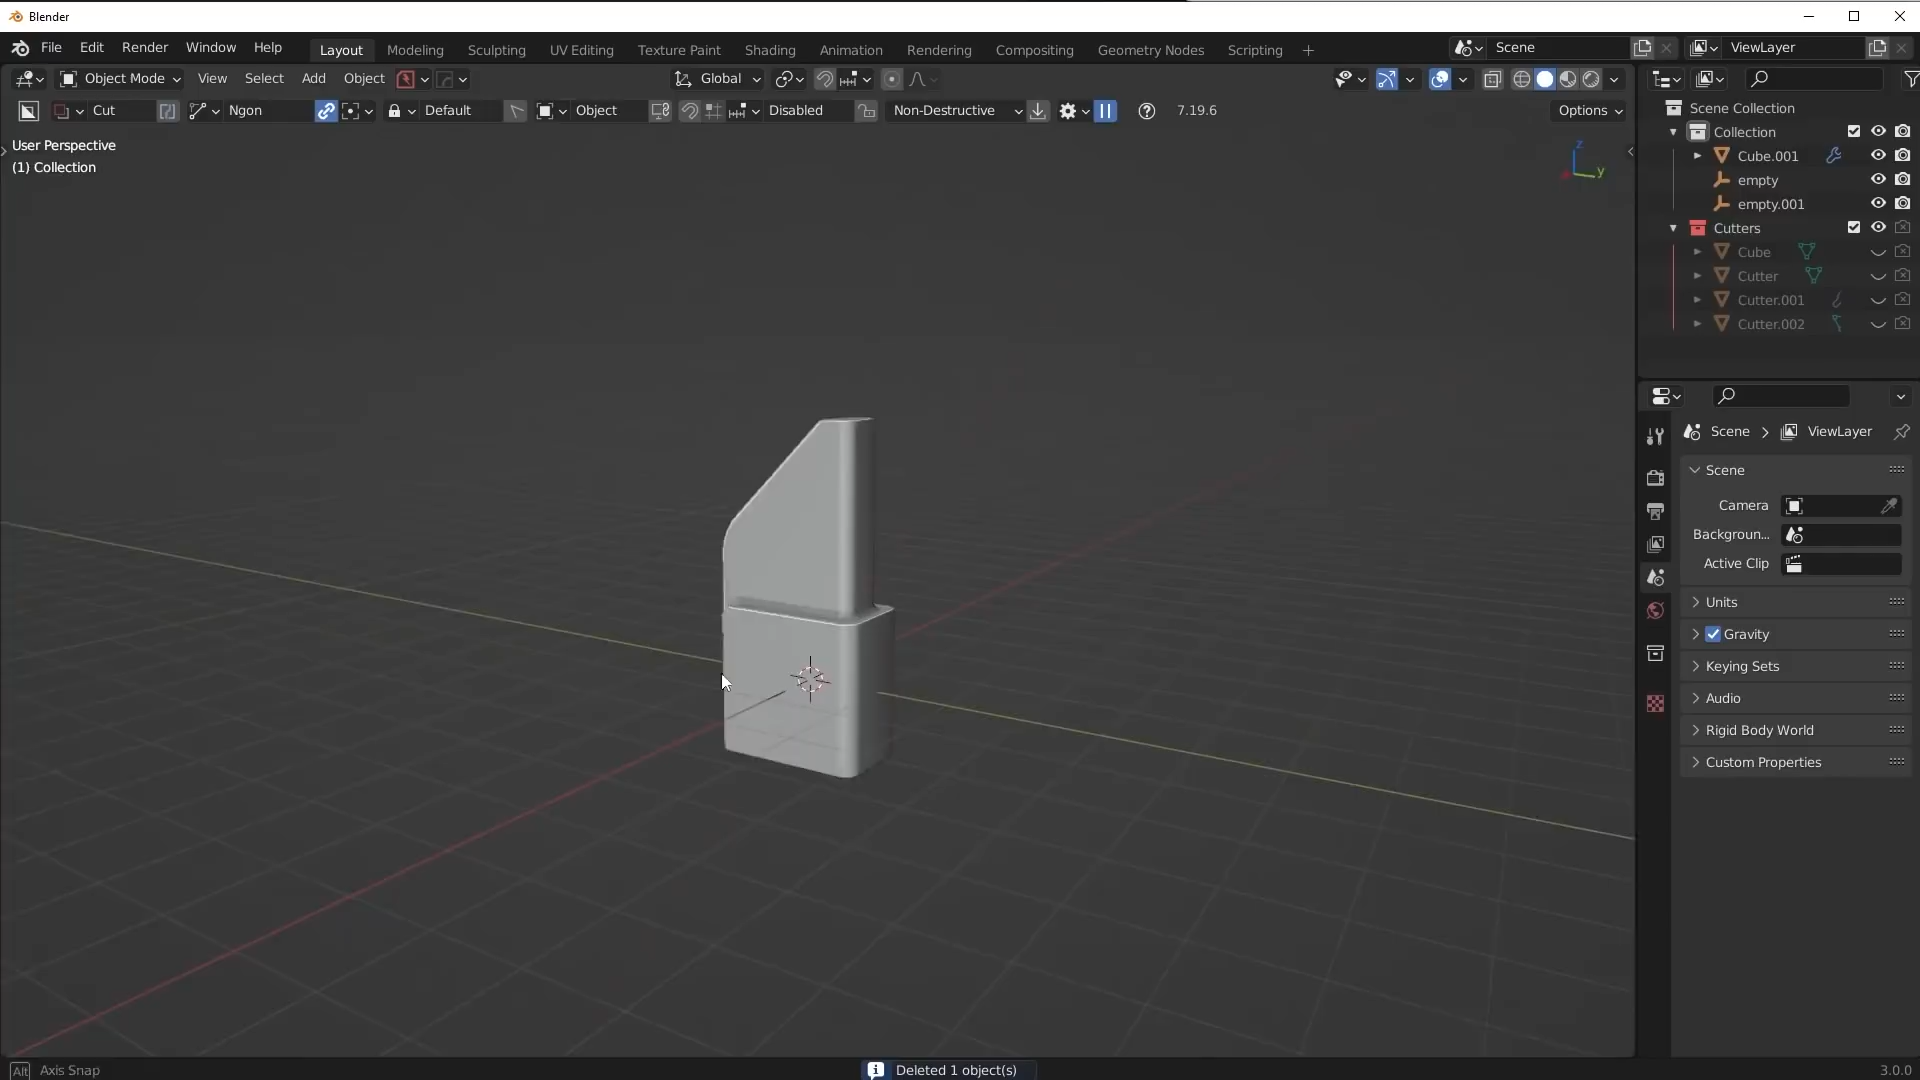 Blender
File Edit Render Window Help Layout Modeling Sculpting UV Editing Texture Paint Shading Animation Rendering Compositing Geometry Nodes Scripting + Scene ViewLayer
Object Mode View Select Add Object Global
Cut Ngon Default Object Disabled Non-Destructive 7.19.6 Options
User Perspective
(1) Collection
z
y
Scene Collection
Collection
Cube.001
empty
empty.001
Cutters
Cube
Cutter
Cutter.001
Cutter.002
Scene > ViewLayer
Scene
Camera
Backgroun...
Active Clip
Units
Gravity
Keying Sets
Audio
Rigid Body World
Custom Properties
Alt Axis Snap
Deleted 1 object(s)
3.0.0